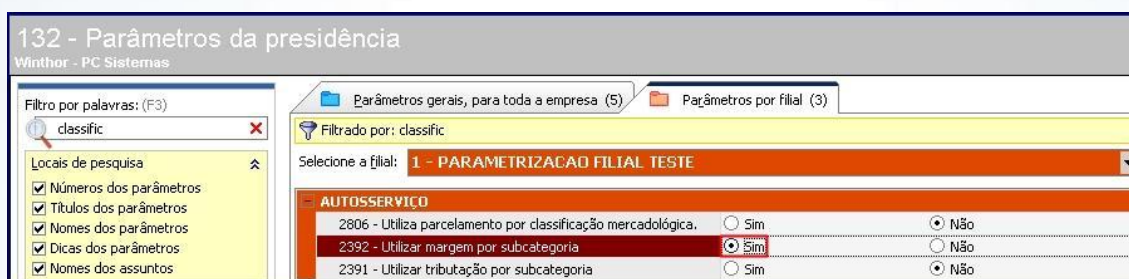 132 - Parâmetros da presidência
Winthor - PC Sistemas
Filtro por palavras: (F3)
classific
Locais de pesquisa
Números dos parâmetros
Títulos dos parâmetros
Nomes dos parâmetros
Dicas dos parâmetros
Nomes dos assuntos
Parâmetros gerais, para toda a empresa (5)
Parâmetros por filial (3)
Filtrado por: classific
Selecione a filial: 1 - PARAMETRIZACAO FILIAL TESTE
AUTOSSERVIÇO
2806 - Utiliza parcelamento por classificação mercadológica. Sim Não
2392 - Utilizar margem por subcategoria Sim Não
2391 - Utilizar tributação por subcategoria Sim Não